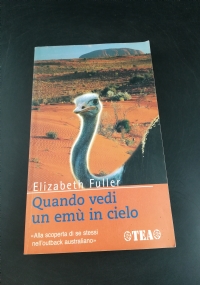 Elizabeth Fuller
Quando vedi
un emù in cielo
«Alla scoperta di se stessi
nell'outback australiano»
TEA